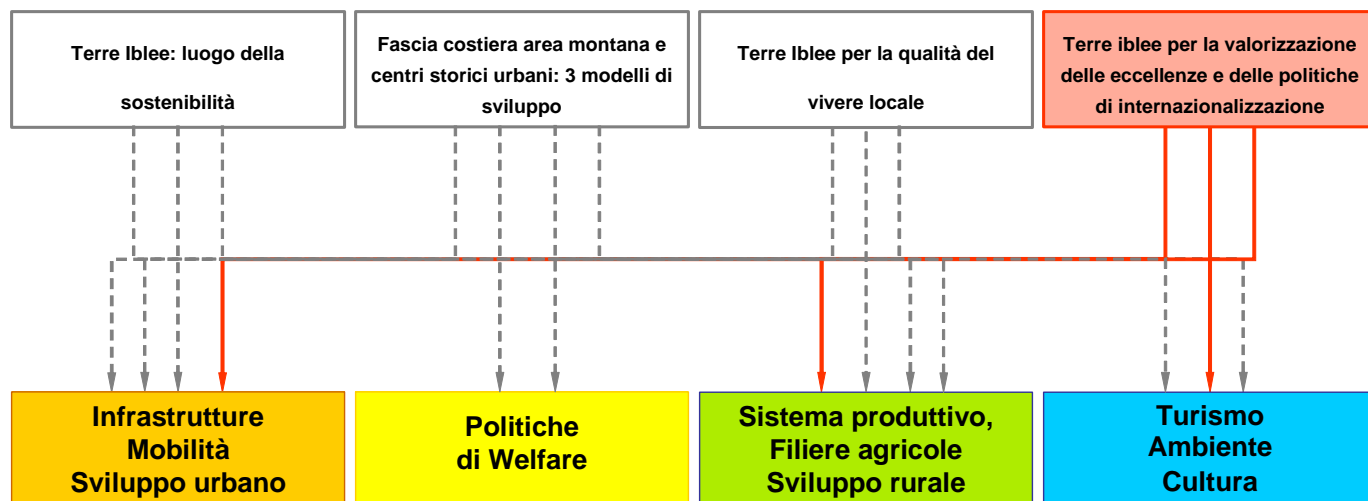 Terre Iblee: luogo della
sostenibilità
Fascia costiera area montana e
centri storici urbani: 3 modelli di
sviluppo
Terre Iblee per la qualità del
vivere locale
Terre iblee per la valorizzazione
delle eccellenze e delle politiche
di internazionalizzazione
Infrastrutture
Mobilità
Sviluppo urbano
Politiche
di Welfare
Sistema produttivo,
Filiere agricole
Sviluppo rurale
Turismo
Ambiente
Cultura